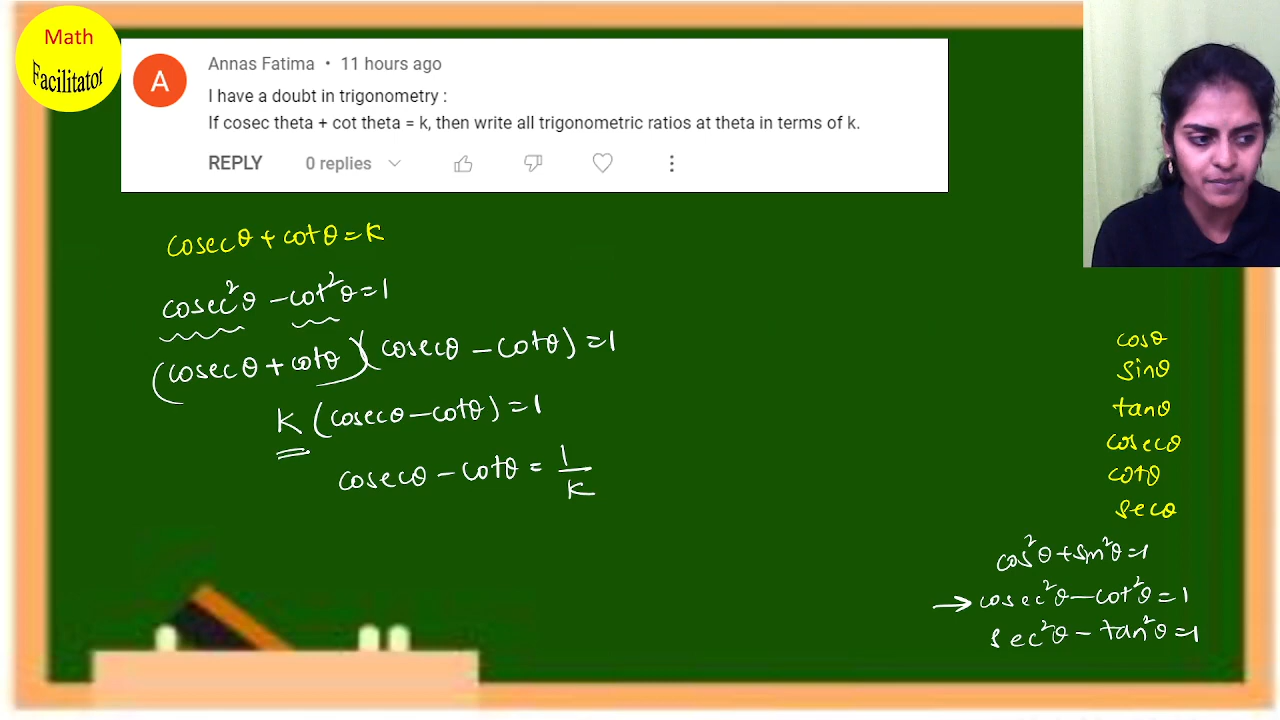 Math
Facilitator
A
Annas Fatima • 11 hours ago
I have a doubt in trigonometry :
If cosec theta + cot theta = k, then write all trigonometric ratios at theta in terms of k.
REPLY 0 replies
cosecθ + cotθ = k
cosec²θ - cot²θ = 1
(cosecθ + cotθ)(cosecθ - cotθ) = 1
K (cosecθ - cotθ) = 1
cosecθ - cotθ = 1/K
cosθ
sinθ
tanθ
cosecθ
cotθ
secθ
cos²θ + sin²θ = 1
→ cosec²θ - cot²θ = 1
sec²θ - tan²θ = 1